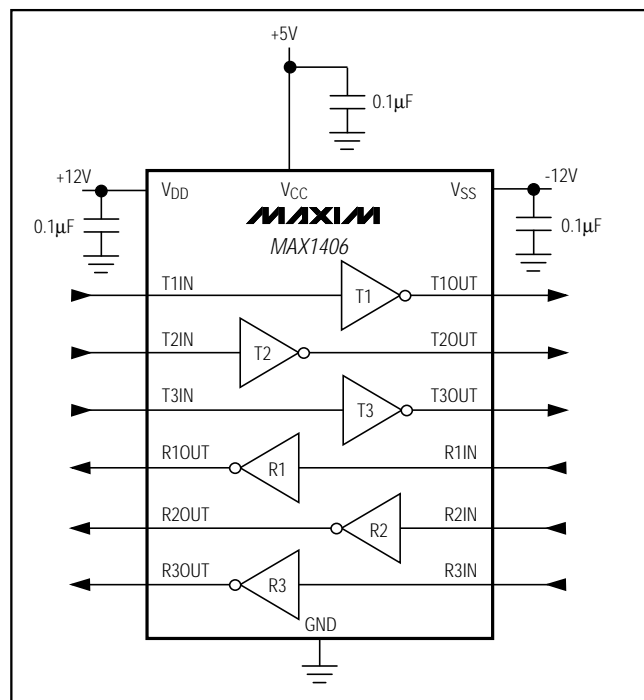 +5V
0.1μF
+12V
VDD
VCC
VSS
-12V
0.1μF
MAXIM
0.1μF
MAX1406
T1IN
T1
T1OUT
T2IN
T2
T2OUT
T3IN
T3
T3OUT
R1OUT
R1
R1IN
R2OUT
R2
R2IN
R3OUT
R3
R3IN
GND